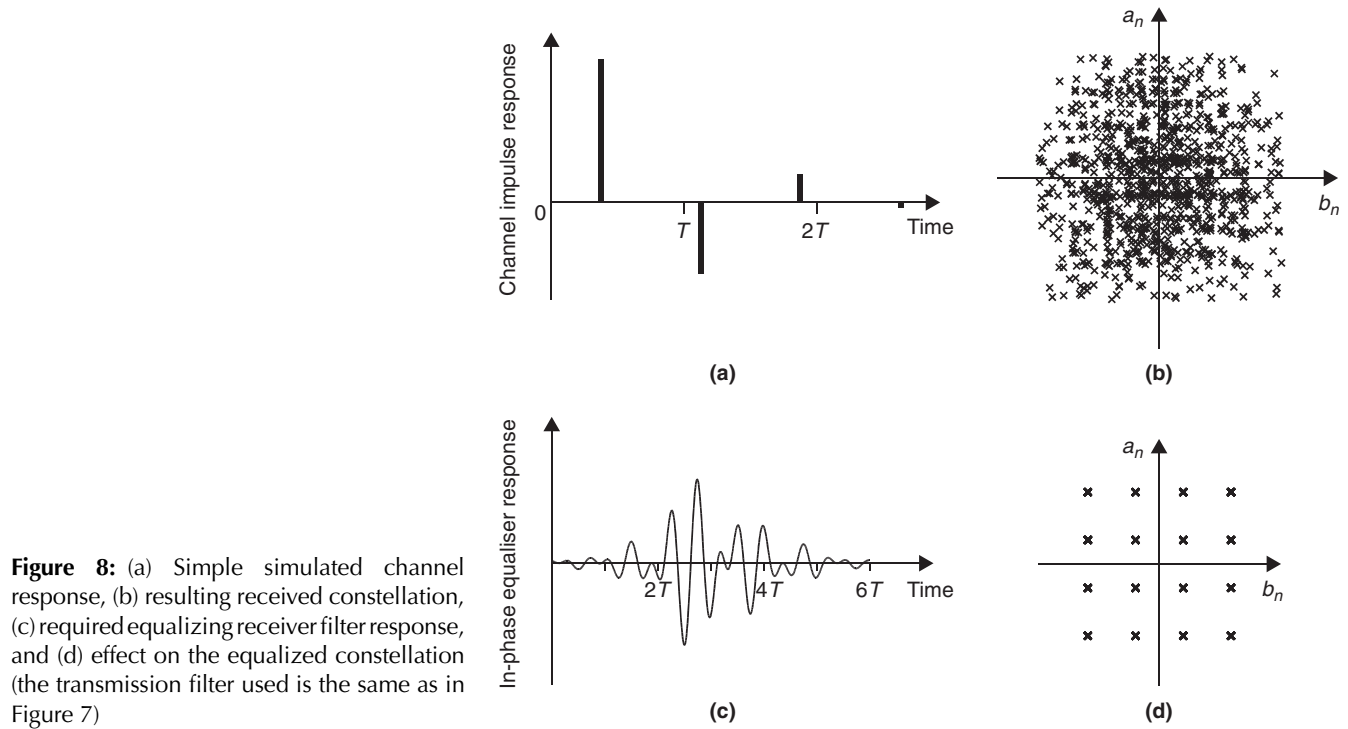 Channel impulse response
0
T
2T
Time
(a)
a_n
b_n
(b)
In-phase equaliser response
2T
4T
6T
Time
(c)
a_n
b_n
(d)
Figure 8: (a) Simple simulated channel
response, (b) resulting received constellation,
(c) required equalizing receiver filter response,
and (d) effect on the equalized constellation
(the transmission filter used is the same as in
Figure 7)